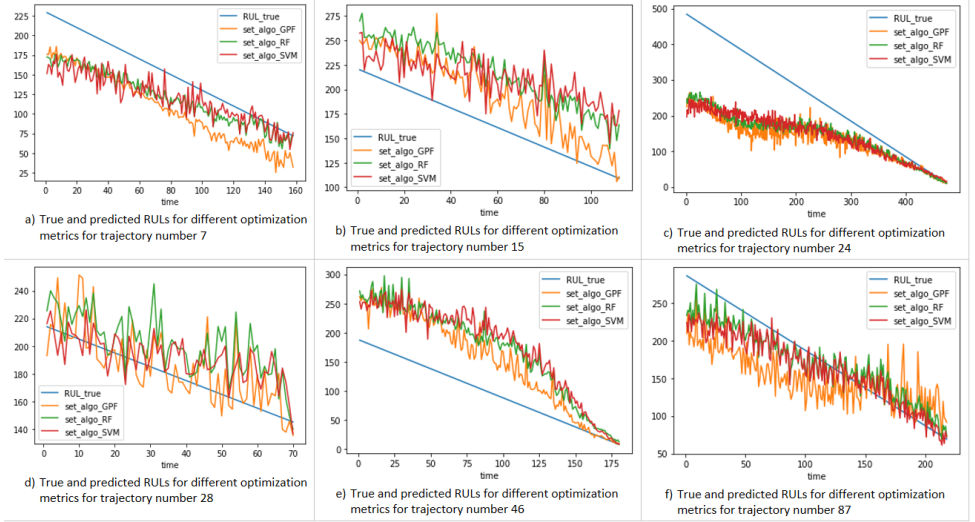 225
200
175
150
125
100
75
50
25
0 20 40 60 80 100 120 140 160
time
RUL_true
set_algo_GPF
set_algo_RF
set_algo_SVM
a) True and predicted RULs for different optimization
metrics for trajectory number 7
275
250
225
200
175
150
125
100
0 20 40 60 80 100
time
RUL_true
set_algo_GPF
set_algo_RF
set_algo_SVM
b) True and predicted RULs for different optimization
metrics for trajectory number 15
500
400
300
200
100
0
0 100 200 300 400
time
RUL_true
set_algo_GPF
set_algo_RF
set_algo_SVM
c) True and predicted RULs for different optimization
metrics for trajectory number 24
240
220
200
180
160
140
0 10 20 30 40 50 60 70
time
RUL_true
set_algo_GPF
set_algo_RF
set_algo_SVM
d) True and predicted RULs for different optimization
metrics for trajectory number 28
300
250
200
150
100
50
0
0 25 50 75 100 125 150 175
time
RUL_true
set_algo_GPF
set_algo_RF
set_algo_SVM
e) True and predicted RULs for different optimization
metrics for trajectory number 46
250
200
150
100
50
0 50 100 150 200
time
RUL_true
set_algo_GPF
set_algo_RF
set_algo_SVM
f) True and predicted RULs for different optimization
metrics for trajectory number 87